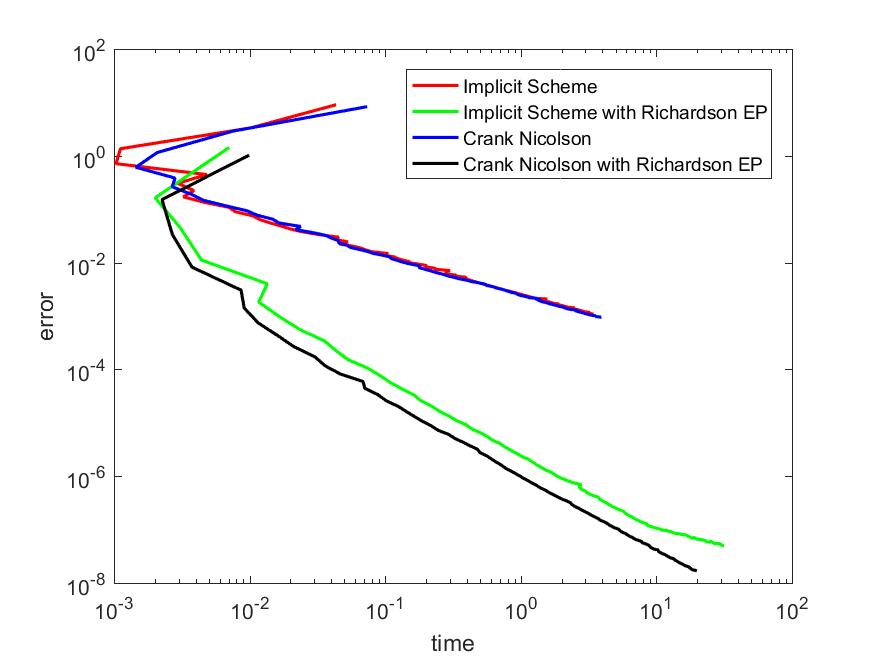 10^2
Implicit Scheme
Implicit Scheme with Richardson EP
Crank Nicolson
Crank Nicolson with Richardson EP
10^0
10^-2
error
10^-4
10^-6
10^-8
10^-3 10^-2 10^-1 10^0 10^1 10^2
time